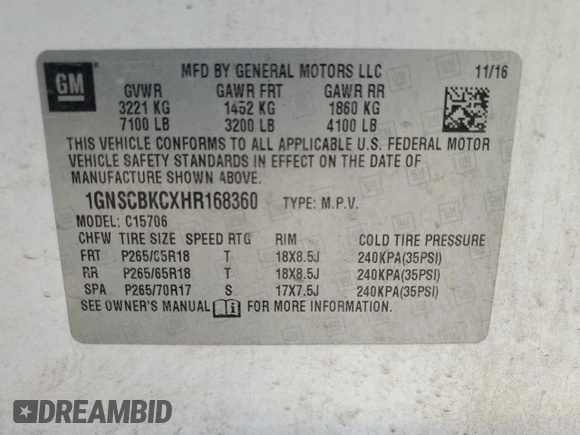 GM
MFD BY GENERAL MOTORS LLC 11/16
GVWR GAWR FRT GAWR RR
3221 KG 1452 KG 1860 KG
7100 LB 3200 LB 4100 LB
THIS VEHICLE CONFORMS TO ALL APPLICABLE U.S. FEDERAL MOTOR
VEHICLE SAFETY STANDARDS IN EFFECT ON THE DATE OF
MANUFACTURE SHOWN ABOVE.
1GNSCBKCXHR168360 TYPE: M.P.V.
MODEL: C15706
CHFW TIRE SIZE SPEED RTG RIM COLD TIRE PRESSURE
FRT P265/65R18 T 18X8.5J 240KPA(35PSI)
RR P265/65R18 T 18X8.5J 240KPA(35PSI)
SPA P265/70R17 S 17X7.5J 240KPA(35PSI)
SEE OWNER'S MANUAL FOR MORE INFORMATION.
DREAMBID